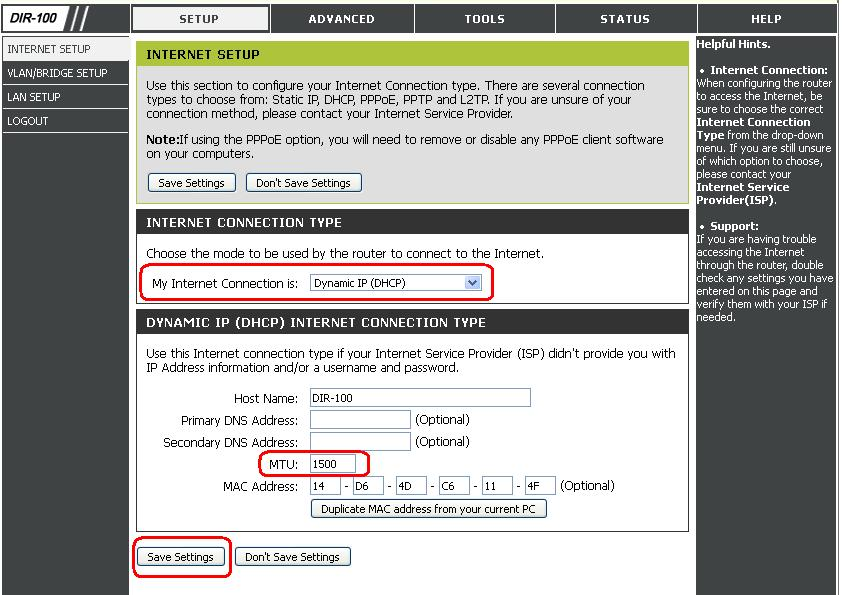 DIR-100
SETUP
ADVANCED
TOOLS
STATUS
HELP
INTERNET SETUP
VLAN/BRIDGE SETUP
LAN SETUP
LOGOUT
INTERNET SETUP
Use this section to configure your Internet Connection type. There are several connection
types to choose from: Static IP, DHCP, PPPoE, PPTP and L2TP. If you are unsure of your
connection method, please contact your Internet Service Provider.
Note:If using the PPPoE option, you will need to remove or disable any PPPoE client software
on your computers.
Save Settings
Don't Save Settings
INTERNET CONNECTION TYPE
Choose the mode to be used by the router to connect to the Internet.
My Internet Connection is: Dynamic IP (DHCP)
DYNAMIC IP (DHCP) INTERNET CONNECTION TYPE
Use this Internet connection type if your Internet Service Provider (ISP) didn't provide you with
IP Address information and/or a username and password.
Host Name: DIR-100
Primary DNS Address: (Optional)
Secondary DNS Address: (Optional)
MTU: 1500
MAC Address: 14 - D6 - 4D - C6 - 11 - 4F (Optional)
Duplicate MAC address from your current PC
Save Settings
Don't Save Settings
Helpful Hints.
• Internet Connection:
When configuring the router
to access the Internet, be
sure to choose the correct
Internet Connection
Type from the drop-down
menu. If you are still unsure
of which option to choose,
please contact your
Internet Service
Provider(ISP).
• Support:
If you are having trouble
accessing the Internet
through the router, double
check any settings you have
entered on this page and
verify them with your ISP if
needed.